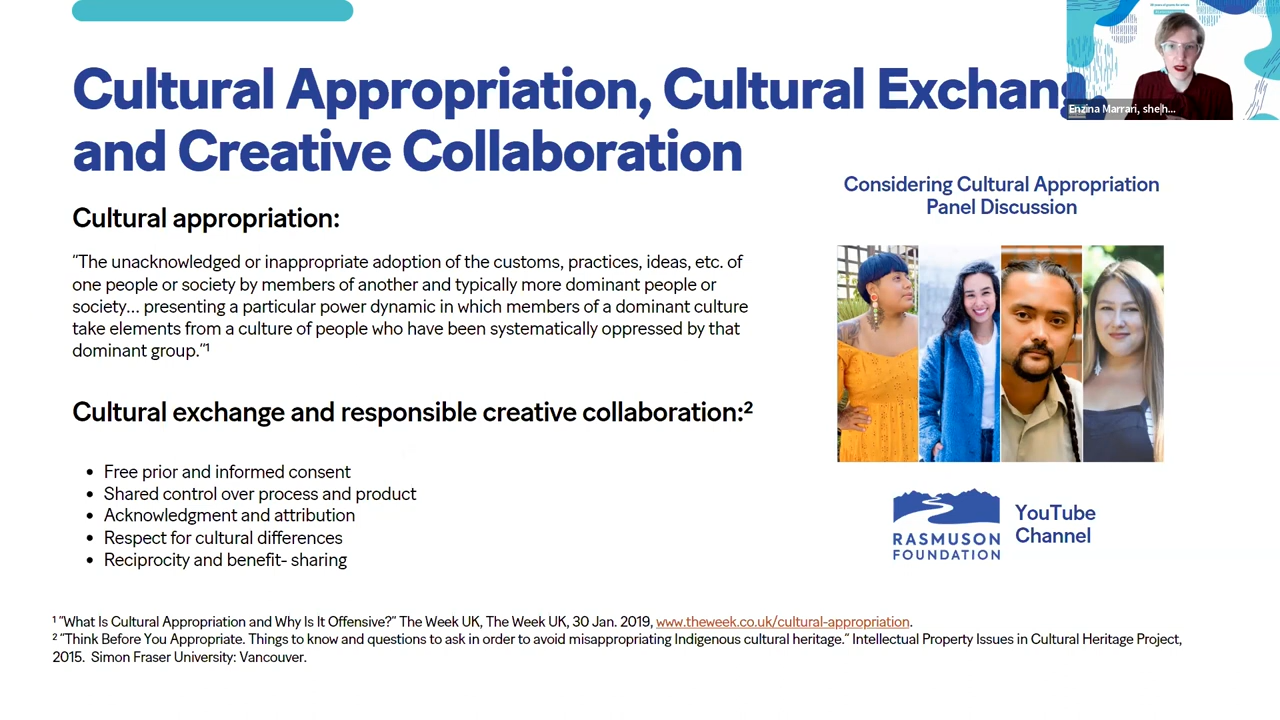 Cultural Appropriation, Cultural Exchang
and Creative Collaboration
Enzina Marrari, she|h...
Considering Cultural Appropriation
Panel Discussion
Cultural appropriation:
"The unacknowledged or inappropriate adoption of the customs, practices, ideas, etc. of
one people or society by members of another and typically more dominant people or
society... presenting a particular power dynamic in which members of a dominant culture
take elements from a culture of people who have been systematically oppressed by that
dominant group."¹
Cultural exchange and responsible creative collaboration:²
• Free prior and informed consent
• Shared control over process and product
• Acknowledgment and attribution
• Respect for cultural differences
• Reciprocity and benefit- sharing
RASMUSON
FOUNDATION
YouTube
Channel
¹ "What Is Cultural Appropriation and Why Is It Offensive?" The Week UK, The Week UK, 30 Jan. 2019, www.theweek.co.uk/cultural-appropriation.
² "Think Before You Appropriate. Things to know and questions to ask in order to avoid misappropriating Indigenous cultural heritage." Intellectual Property Issues in Cultural Heritage Project,
2015. Simon Fraser University: Vancouver.